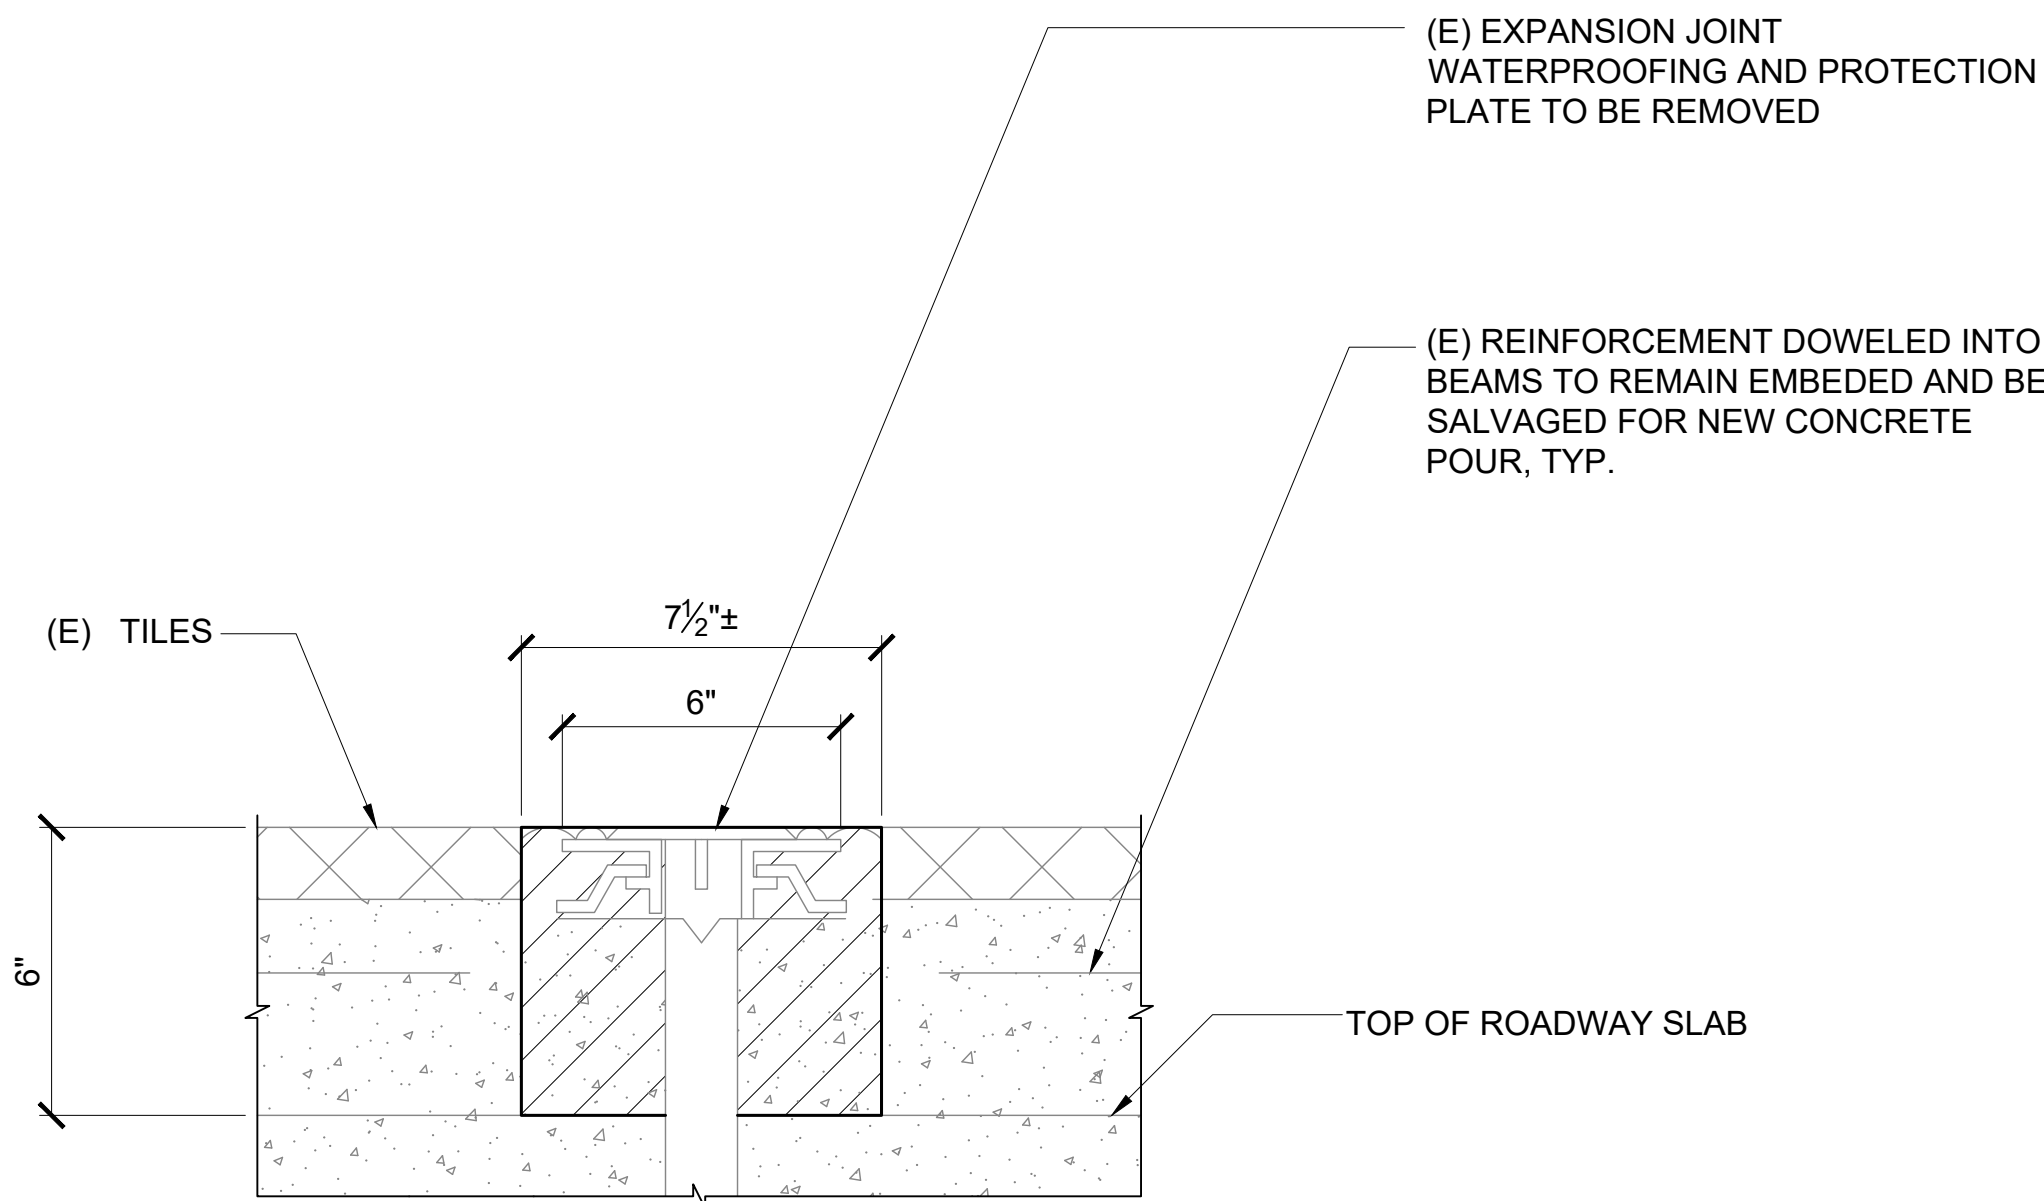 (E) EXPANSION JOINT
WATERPROOFING AND PROTECTION
PLATE TO BE REMOVED
(E) REINFORCEMENT DOWELED INTO
BEAMS TO REMAIN EMBEDED AND BE
SALVAGED FOR NEW CONCRETE
POUR, TYP.
(E) TILES
7½"±
6"
6"
TOP OF ROADWAY SLAB